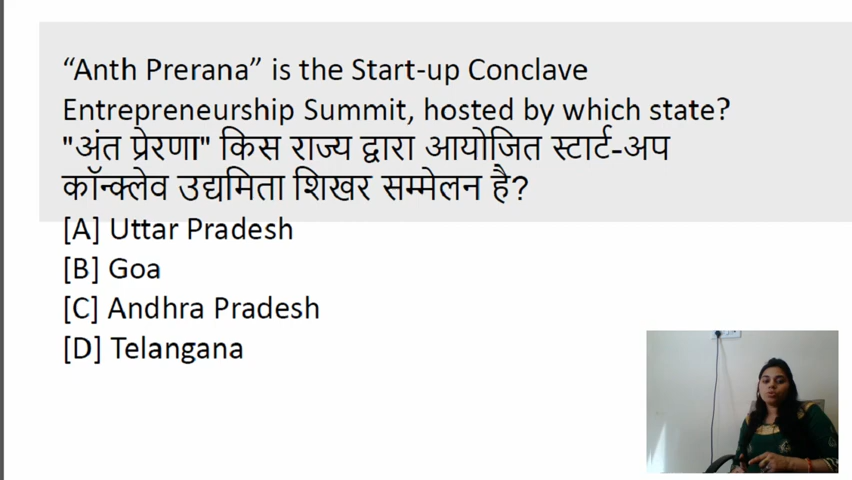 “Anth Prerana” is the Start-up Conclave
Entrepreneurship Summit, hosted by which state?
"अंत प्रेरणा" किस राज्य द्वारा आयोजित स्टार्ट-अप
कॉन्क्लेव उद्यमिता शिखर सम्मेलन है?
[A] Uttar Pradesh
[B] Goa
[C] Andhra Pradesh
[D] Telangana